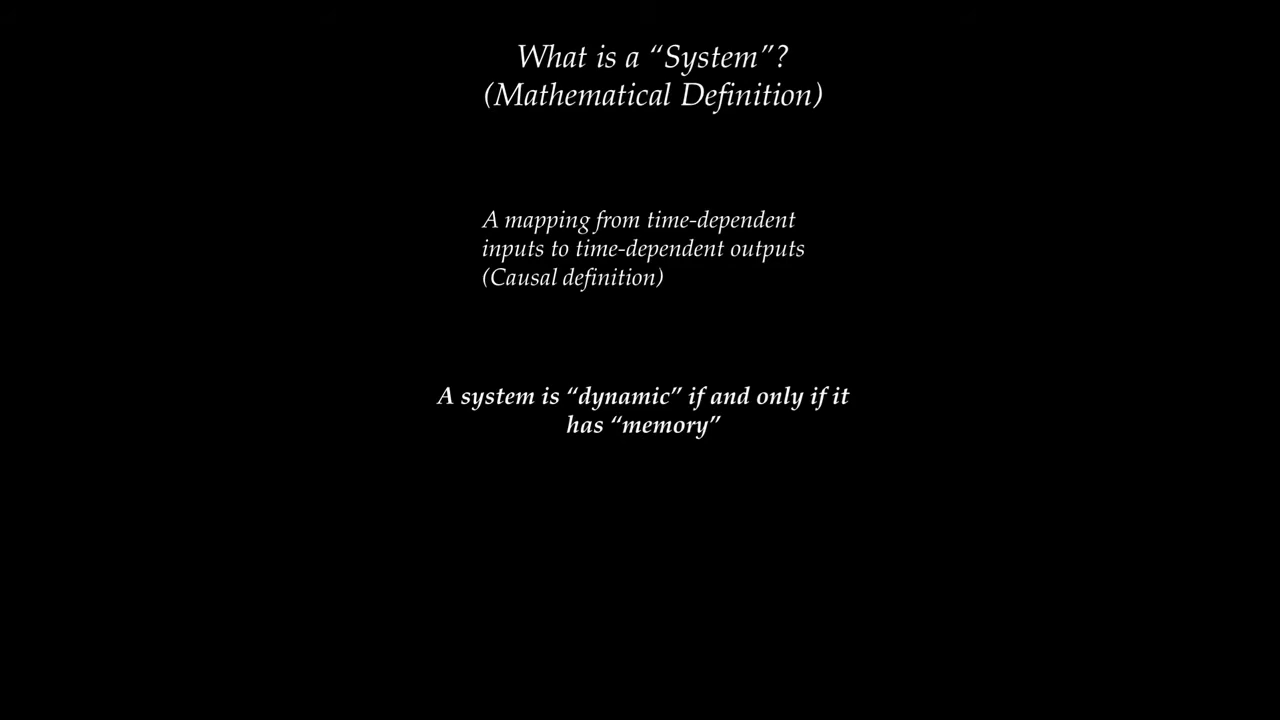 What is a “System”?
(Mathematical Definition)
A mapping from time-dependent
inputs to time-dependent outputs
(Causal definition)
A system is “dynamic” if and only if it
has “memory”